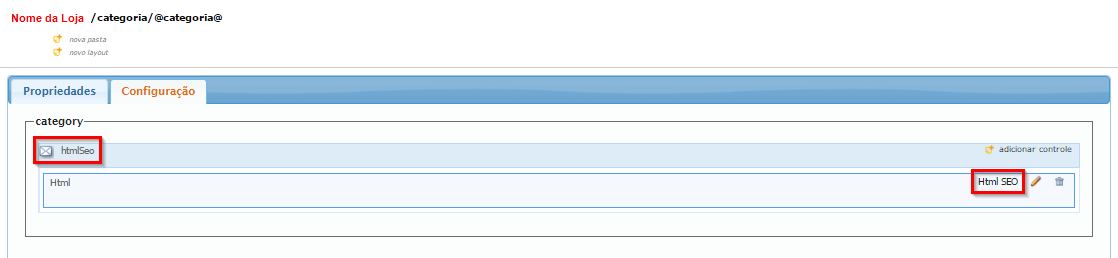 Nome da Loja /categoria/@categoria@
nova pasta
novo layout
Propriedades Configuração
category
htmlSeo adicionar controle
Html Html SEO